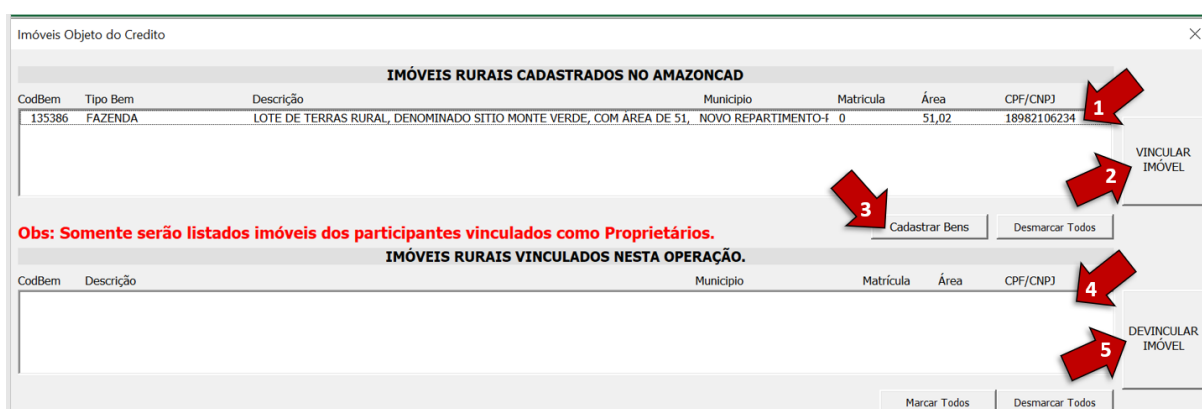 Imóveis Objeto do Credito
IMÓVEIS RURAIS CADASTRADOS NO AMAZONCAD
CodBem Tipo Bem Descrição Municipio Matricula Área CPF/CNPJ
135386 FAZENDA LOTE DE TERRAS RURAL, DENOMINADO SITIO MONTE VERDE, COM ÁREA DE 51, NOVO REPARTIMENTO-F 0 51,02 18982106234
1
VINCULAR
IMÓVEL
2
3
Cadastrar Bens Desmarcar Todos
Obs: Somente serão listados imóveis dos participantes vinculados como Proprietários.
IMÓVEIS RURAIS VINCULADOS NESTA OPERAÇÃO.
CodBem Descrição Municipio Matrícula Área CPF/CNPJ
4
DEVINCULAR
IMÓVEL
5
Marcar Todos Desmarcar Todos